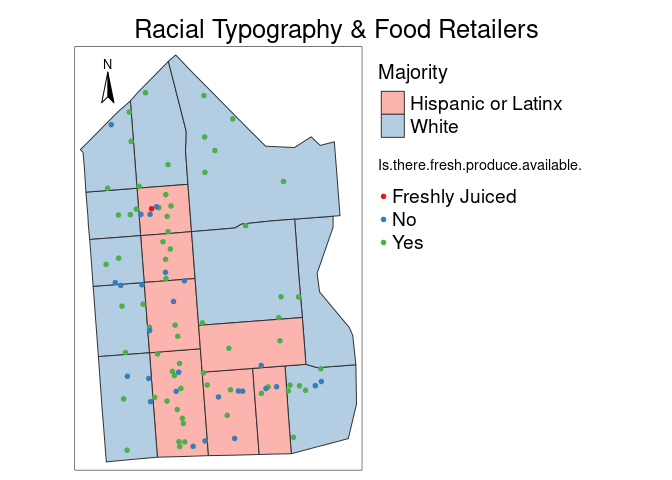 Racial Typography & Food Retailers
N
Majority
Hispanic or Latinx
White
Is.there.fresh.produce.available.
Freshly Juiced
No
Yes